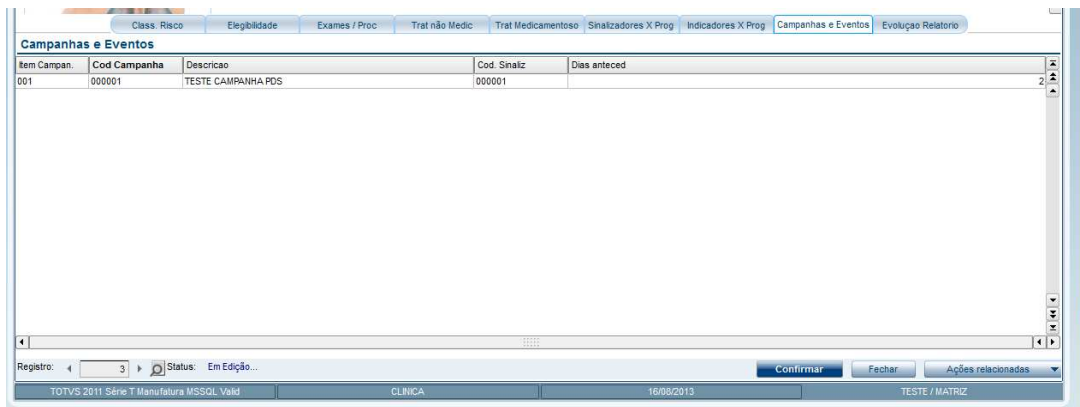 Class. Risco Elegibilidade Exames / Proc Trat não Medic Trat Medicamentoso Sinalizadores X Prog Indicadores X Prog Campanhas e Eventos Evoluçao Relatorio
Campanhas e Eventos
Item Campan. Cod Campanha Descricao Cod. Sinaliz Dias anteced
001 000001 TESTE CAMPANHA PDS 000001 2
Registro: 3 Status: Em Edição... Confirmar Fechar Ações relacionadas
TOTVS 2011 Série T Manufatura MSSQL Valid CLINICA 16/08/2013 TESTE / MATRIZ